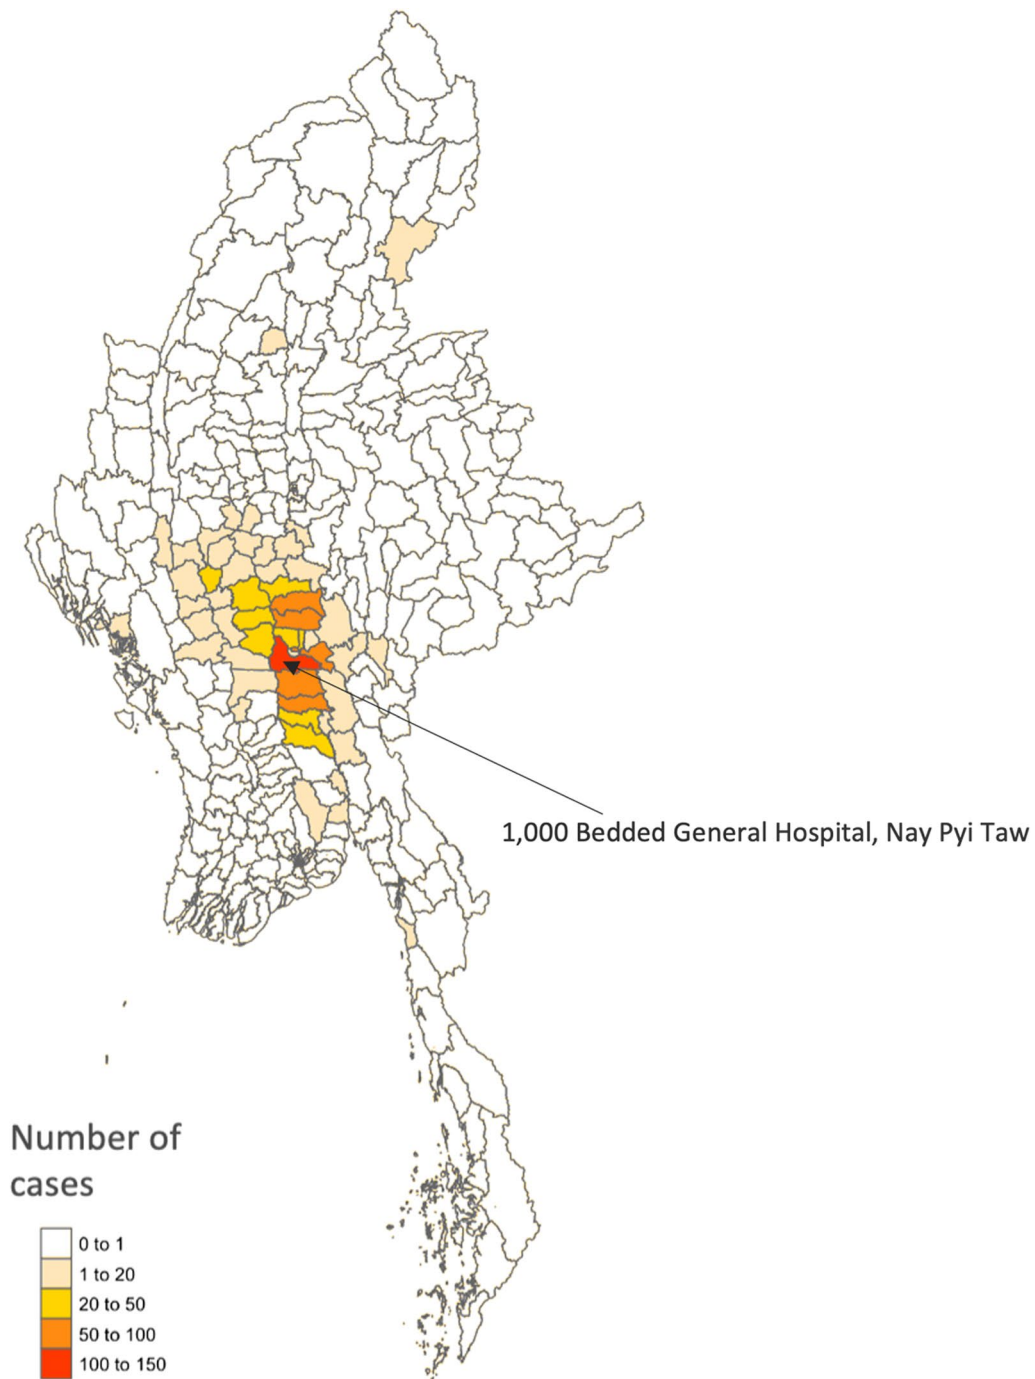 1,000 Bedded General Hospital, Nay Pyi Taw
Number of
cases
0 to 1
1 to 20
20 to 50
50 to 100
100 to 150